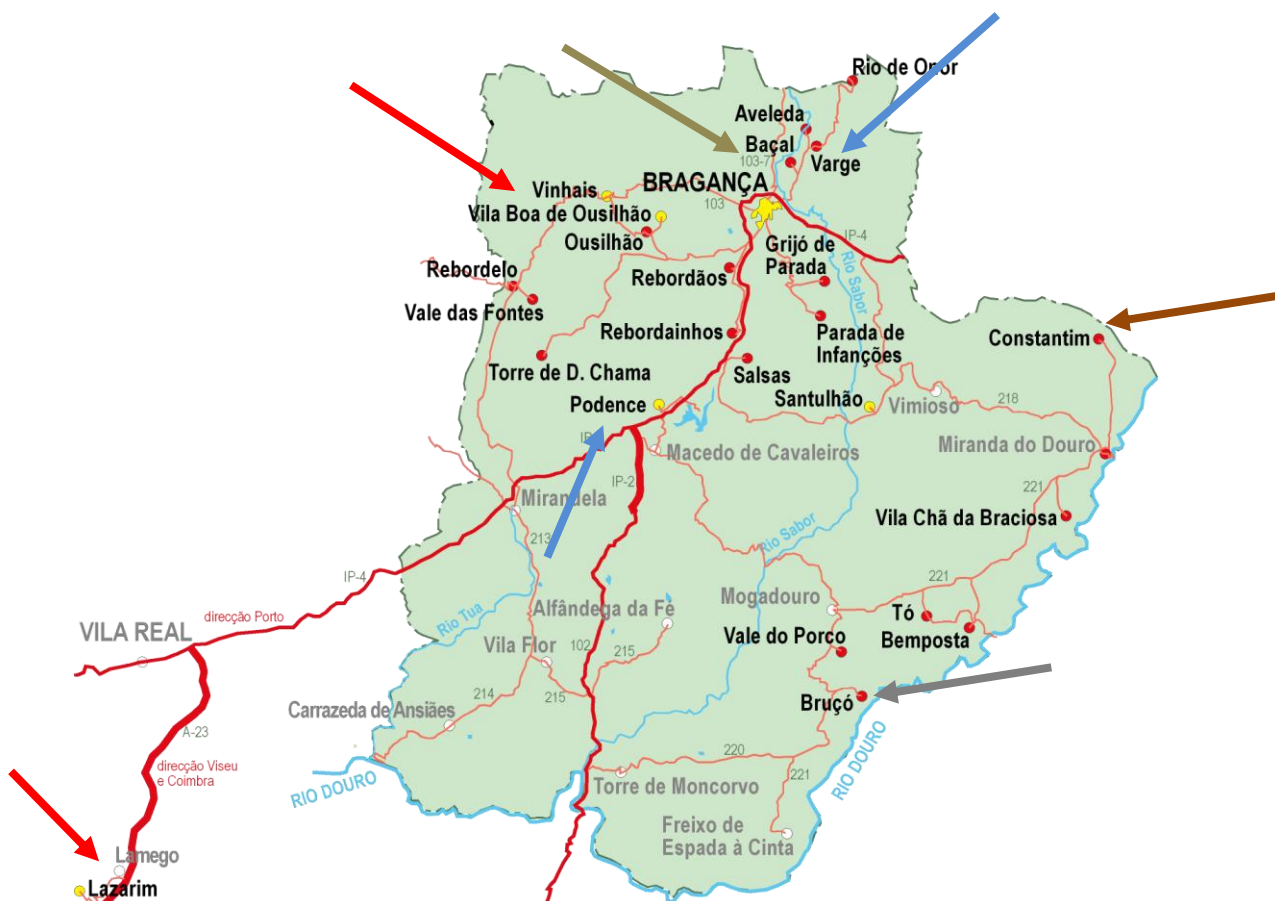 Rio de Onor
Aveleda
Baçal
103-7
Varge
BRAGANÇA
Vinhais
103
Vila Boa de Ousilhão
Ousilhão
IP-4
Grijó de
Parada
Rio Sabor
Rebordelo
Rebordãos
Vale das Fontes
Rebordainhos
Parada de
Infanções
Constantim
Torre de D. Chama
Salsas
Podence
Santulhão
Vimioso
218
IP-
Macedo de Cavaleiros
Miranda do Douro
IP-2
Mirandela
221
Vila Chã da Braciosa
213
Rio Sabor
IP-4
221
Mogadouro
Tó
Alfândega da Fé
direcção Porto
Rio Tua
VILA REAL
Vale do Porco
Bemposta
Vila Flor
102
215
214
215
Bruçó
Carrazeda de Ansiães
A-23
220
direcção Viseu
e Coimbra
221
RIO DOURO
RIO DOURO
Torre de Moncorvo
Freixo de
Espada à Cinta
Lamego
Lazarim